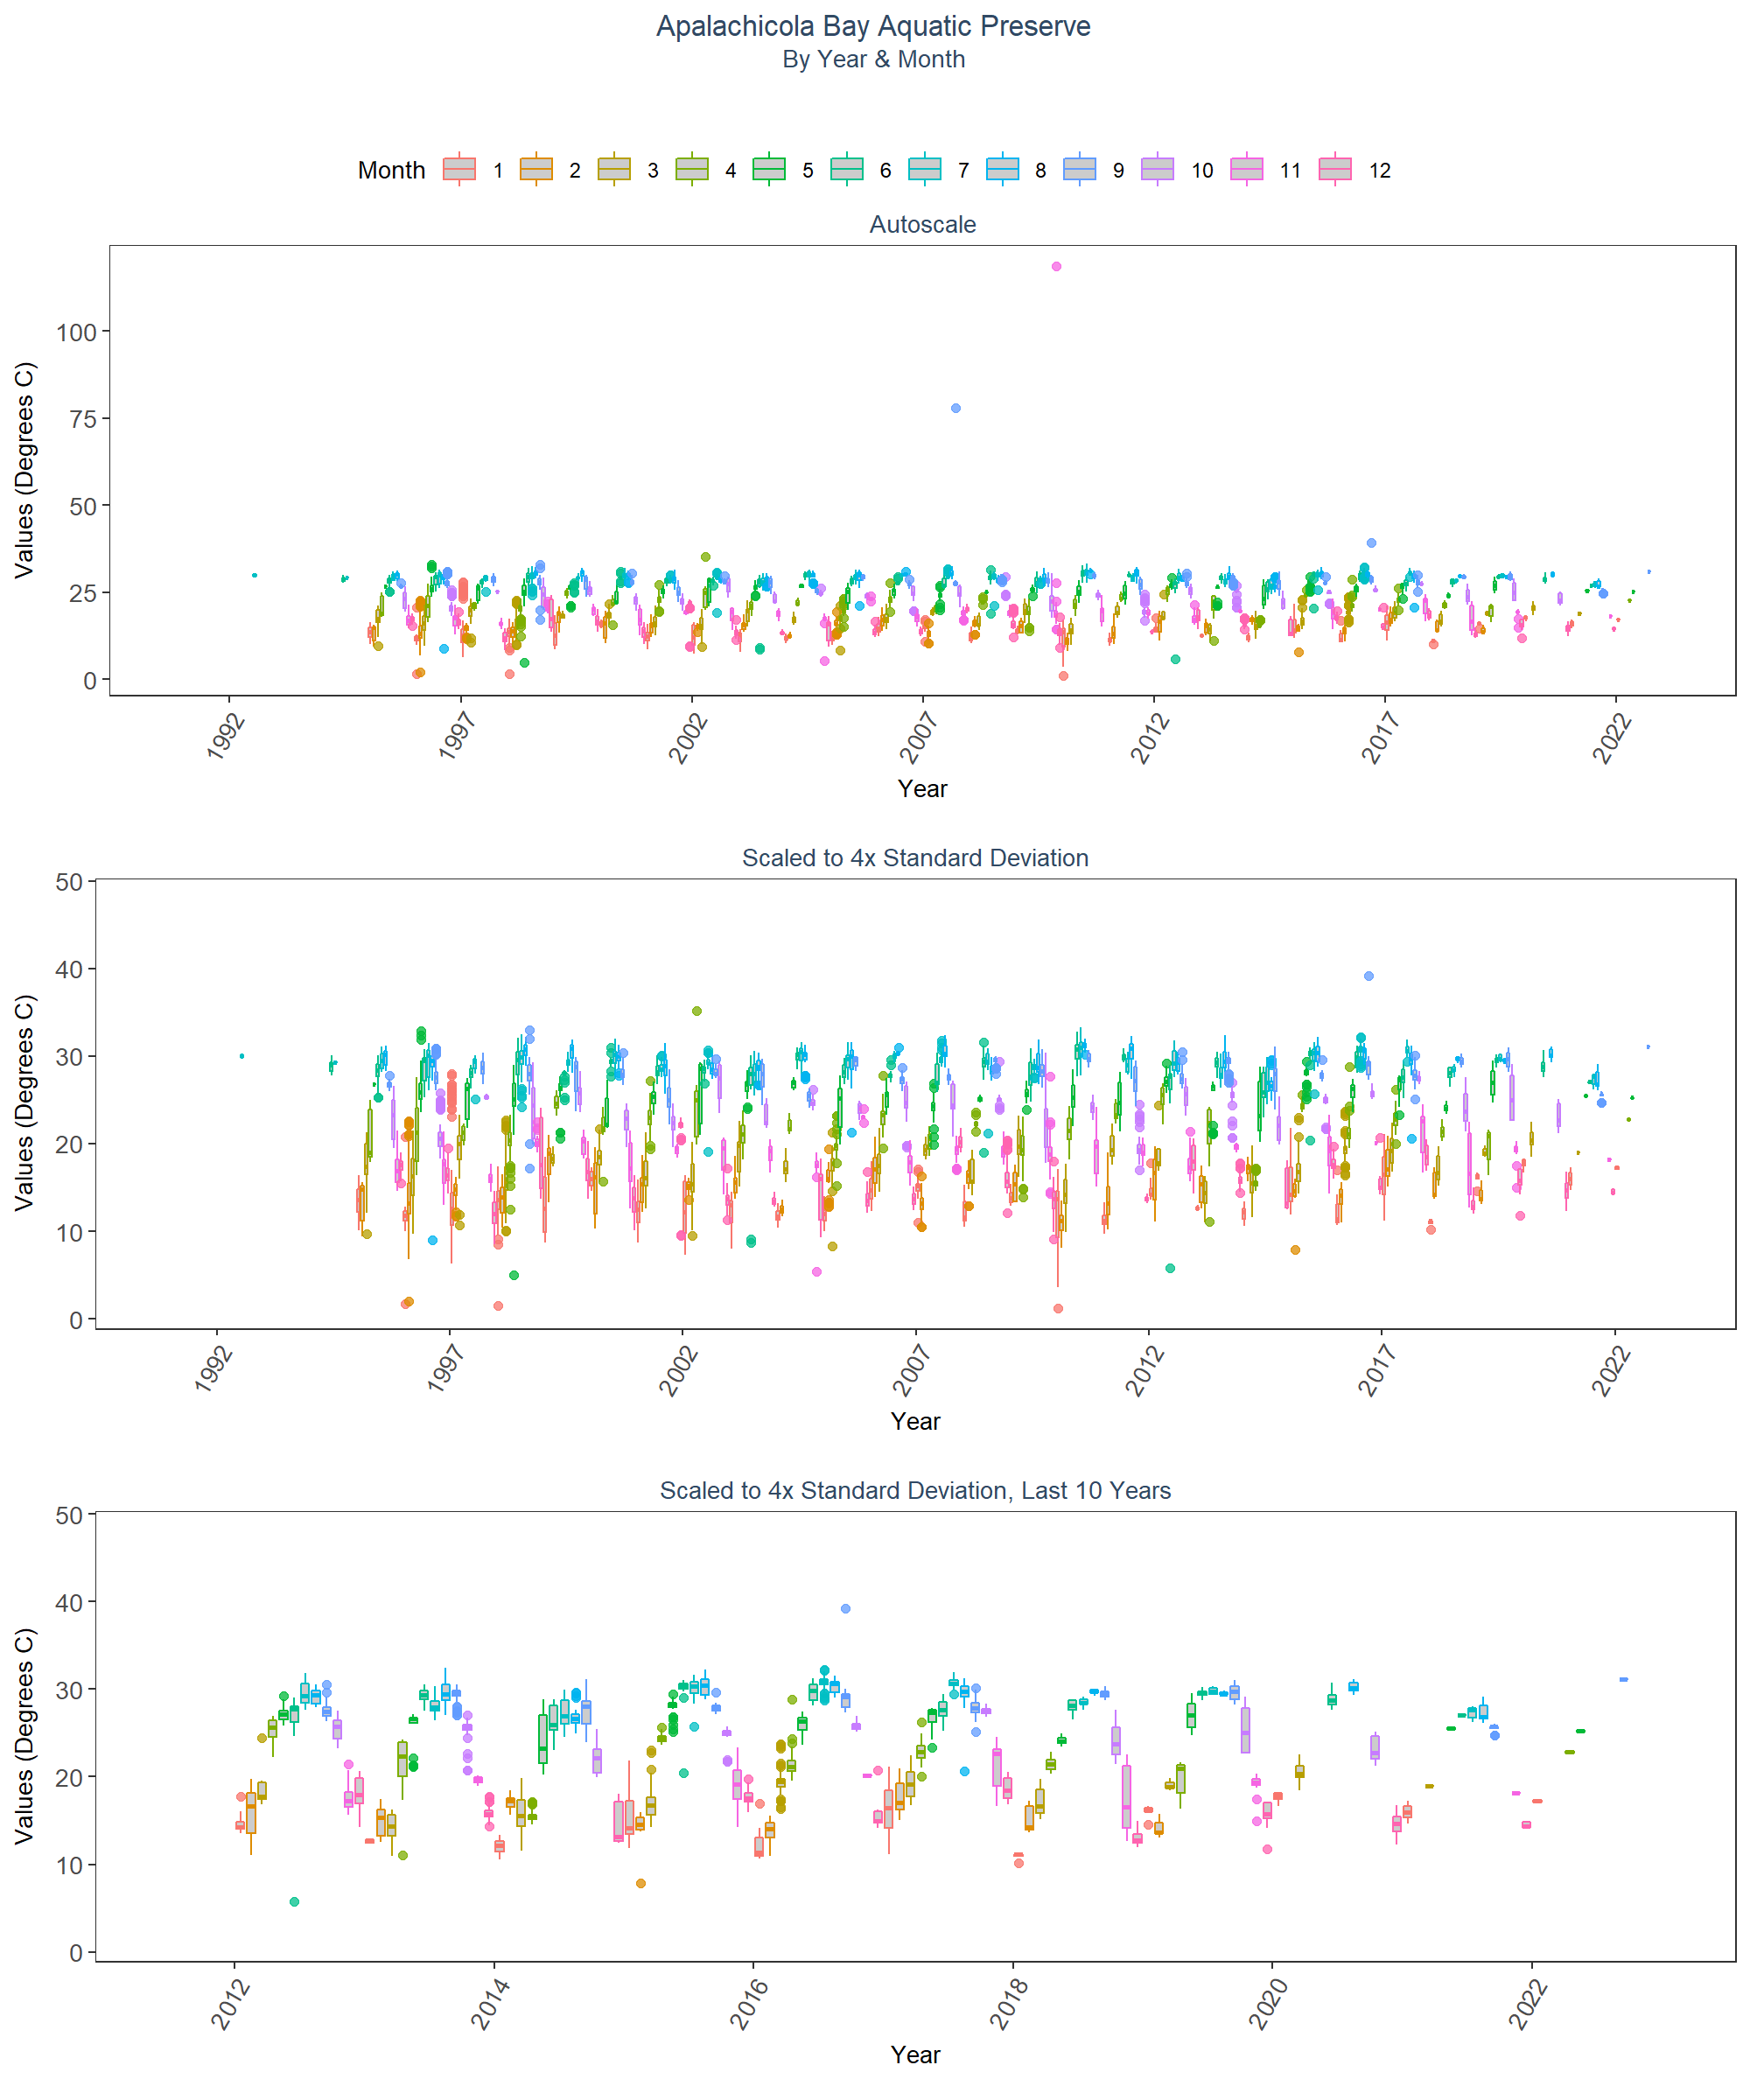 Apalachicola Bay Aquatic Preserve
By Year & Month
Month 1 2 3 4 5 6 7 8 9 10 11 12
Autoscale
Values (Degrees C)
100
75
50
25
0
1992 1997 2002 2007 2012 2017 2022
Year
Scaled to 4x Standard Deviation
Values (Degrees C)
50
40
30
20
10
0
1992 1997 2002 2007 2012 2017 2022
Year
Scaled to 4x Standard Deviation, Last 10 Years
Values (Degrees C)
50
40
30
20
10
0
2012 2014 2016 2018 2020 2022
Year